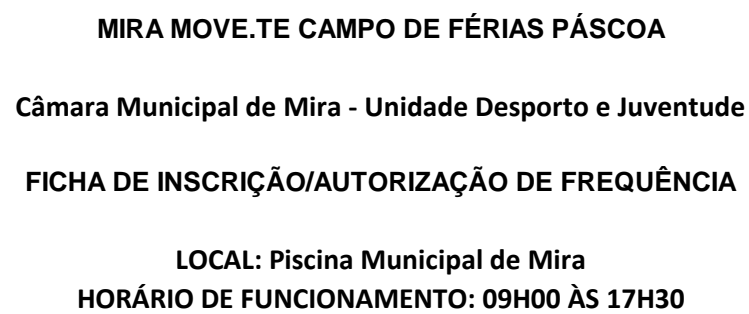 MIRA MOVE.TE CAMPO DE FÉRIAS PÁSCOA
Câmara Municipal de Mira - Unidade Desporto e Juventude
FICHA DE INSCRIÇÃO/AUTORIZAÇÃO DE FREQUÊNCIA
LOCAL: Piscina Municipal de Mira
HORÁRIO DE FUNCIONAMENTO: 09H00 ÀS 17H30